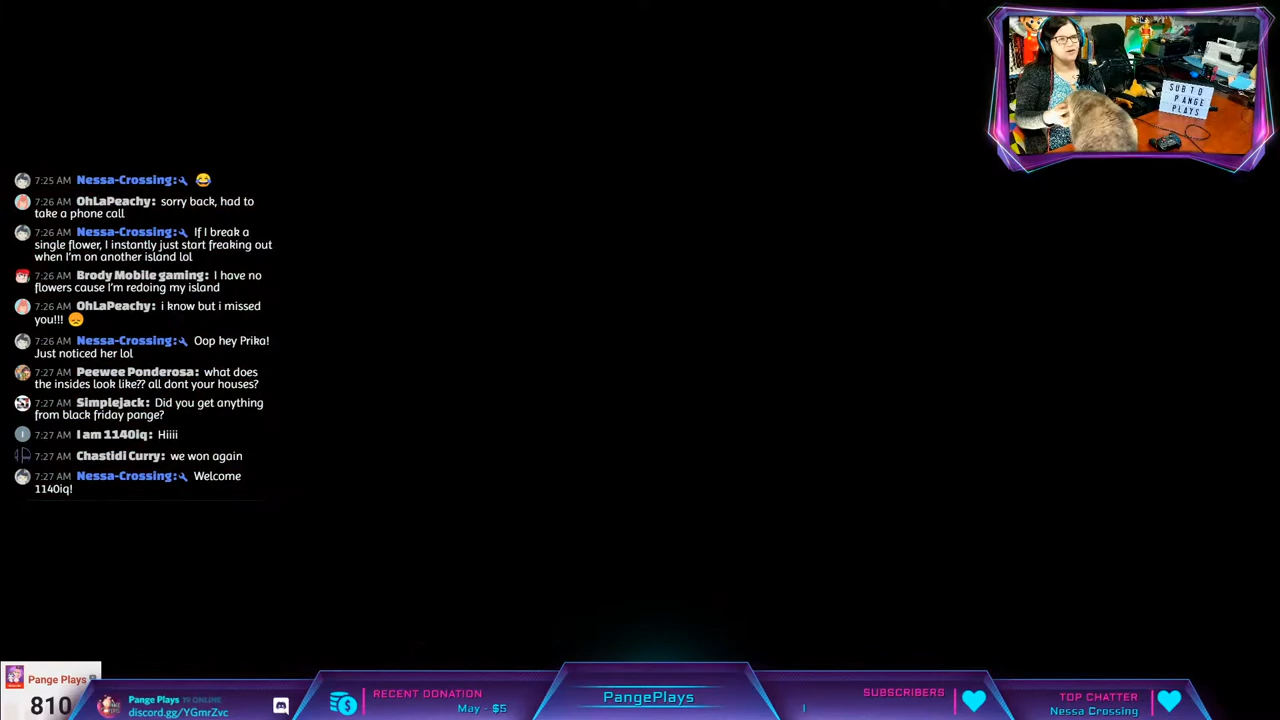 SUB TO
PANGE
PLAYS
7:25 AM Nessa-Crossing: 😂
7:26 AM OhLaPeachy: sorry back, had to
take a phone call
7:26 AM Nessa-Crossing: If I break a
single flower, I instantly just start freaking out
when I'm on another island lol
7:26 AM Brody Mobile gaming: I have no
flowers cause I'm redoing my island
7:26 AM OhLaPeachy: i know but i missed
you!!! 😞
7:26 AM Nessa-Crossing: Oop hey Prika!
Just noticed her lol
7:27 AM Peewee Ponderosa: what does
the insides look like?? all dont your houses?
7:27 AM Simplejack: Did you get anything
from black friday pange?
I 7:27 AM I am 1140iq: Hiiii
7:27 AM Chastidi Curry: we won again
7:27 AM Nessa-Crossing: Welcome
1140iq!
Pange Plays
810
Pange Plays 19 ONLINE
discord.gg/YGmrZvc
RECENT DONATION
May - $5
PangePlays
SUBSCRIBERS
TOP CHATTER
Nessa Crossing